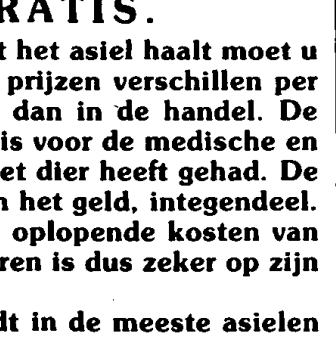 RATIS.
t het asiel haalt moet u
prijzen verschillen per
dan in de handel. De
is voor de medische en
et dier heeft gehad. De
n het geld, integendeel.
oplopende kosten van
ren is dus zeker op zijn
dt in de meeste asielen